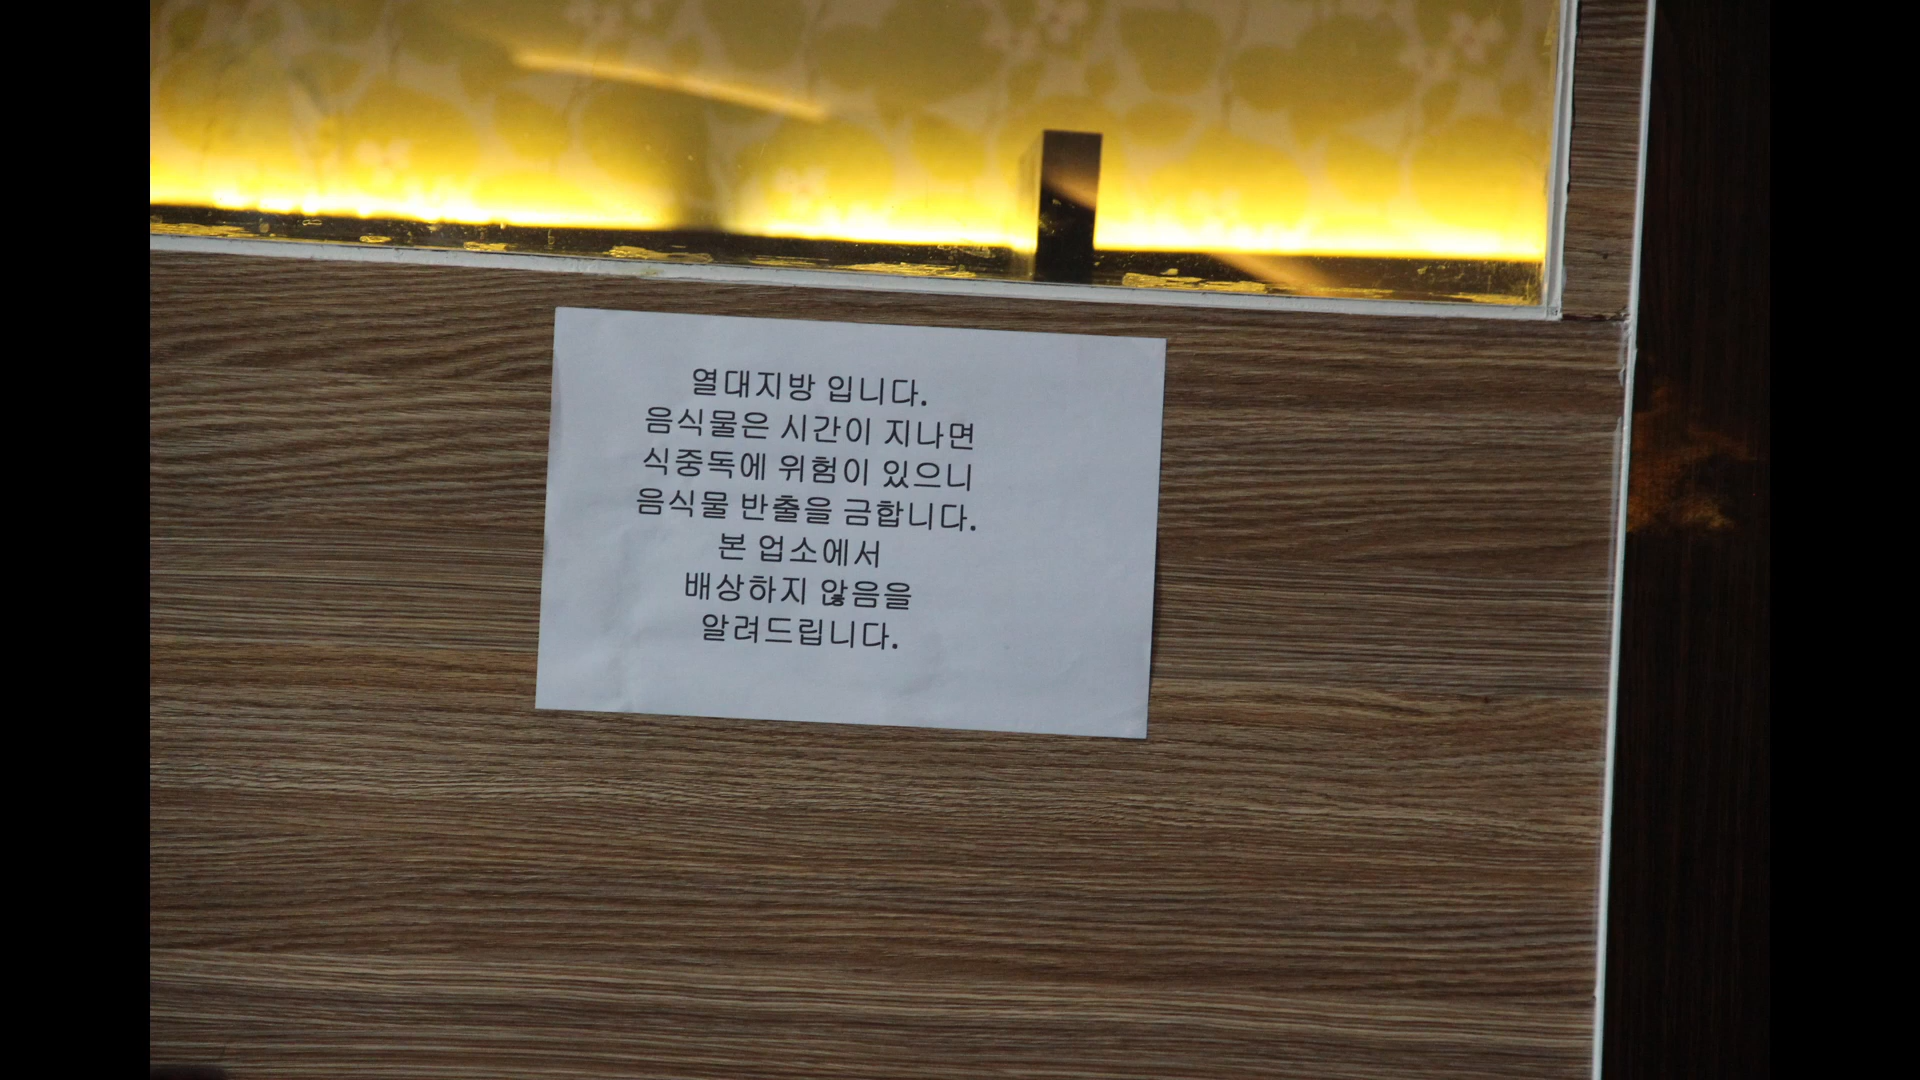 열대지방 입니다.
음식물은 시간이 지나면
식중독에 위험이 있으니
음식물 반출을 금합니다.
본 업소에서
배상하지 않음을
알려드립니다.